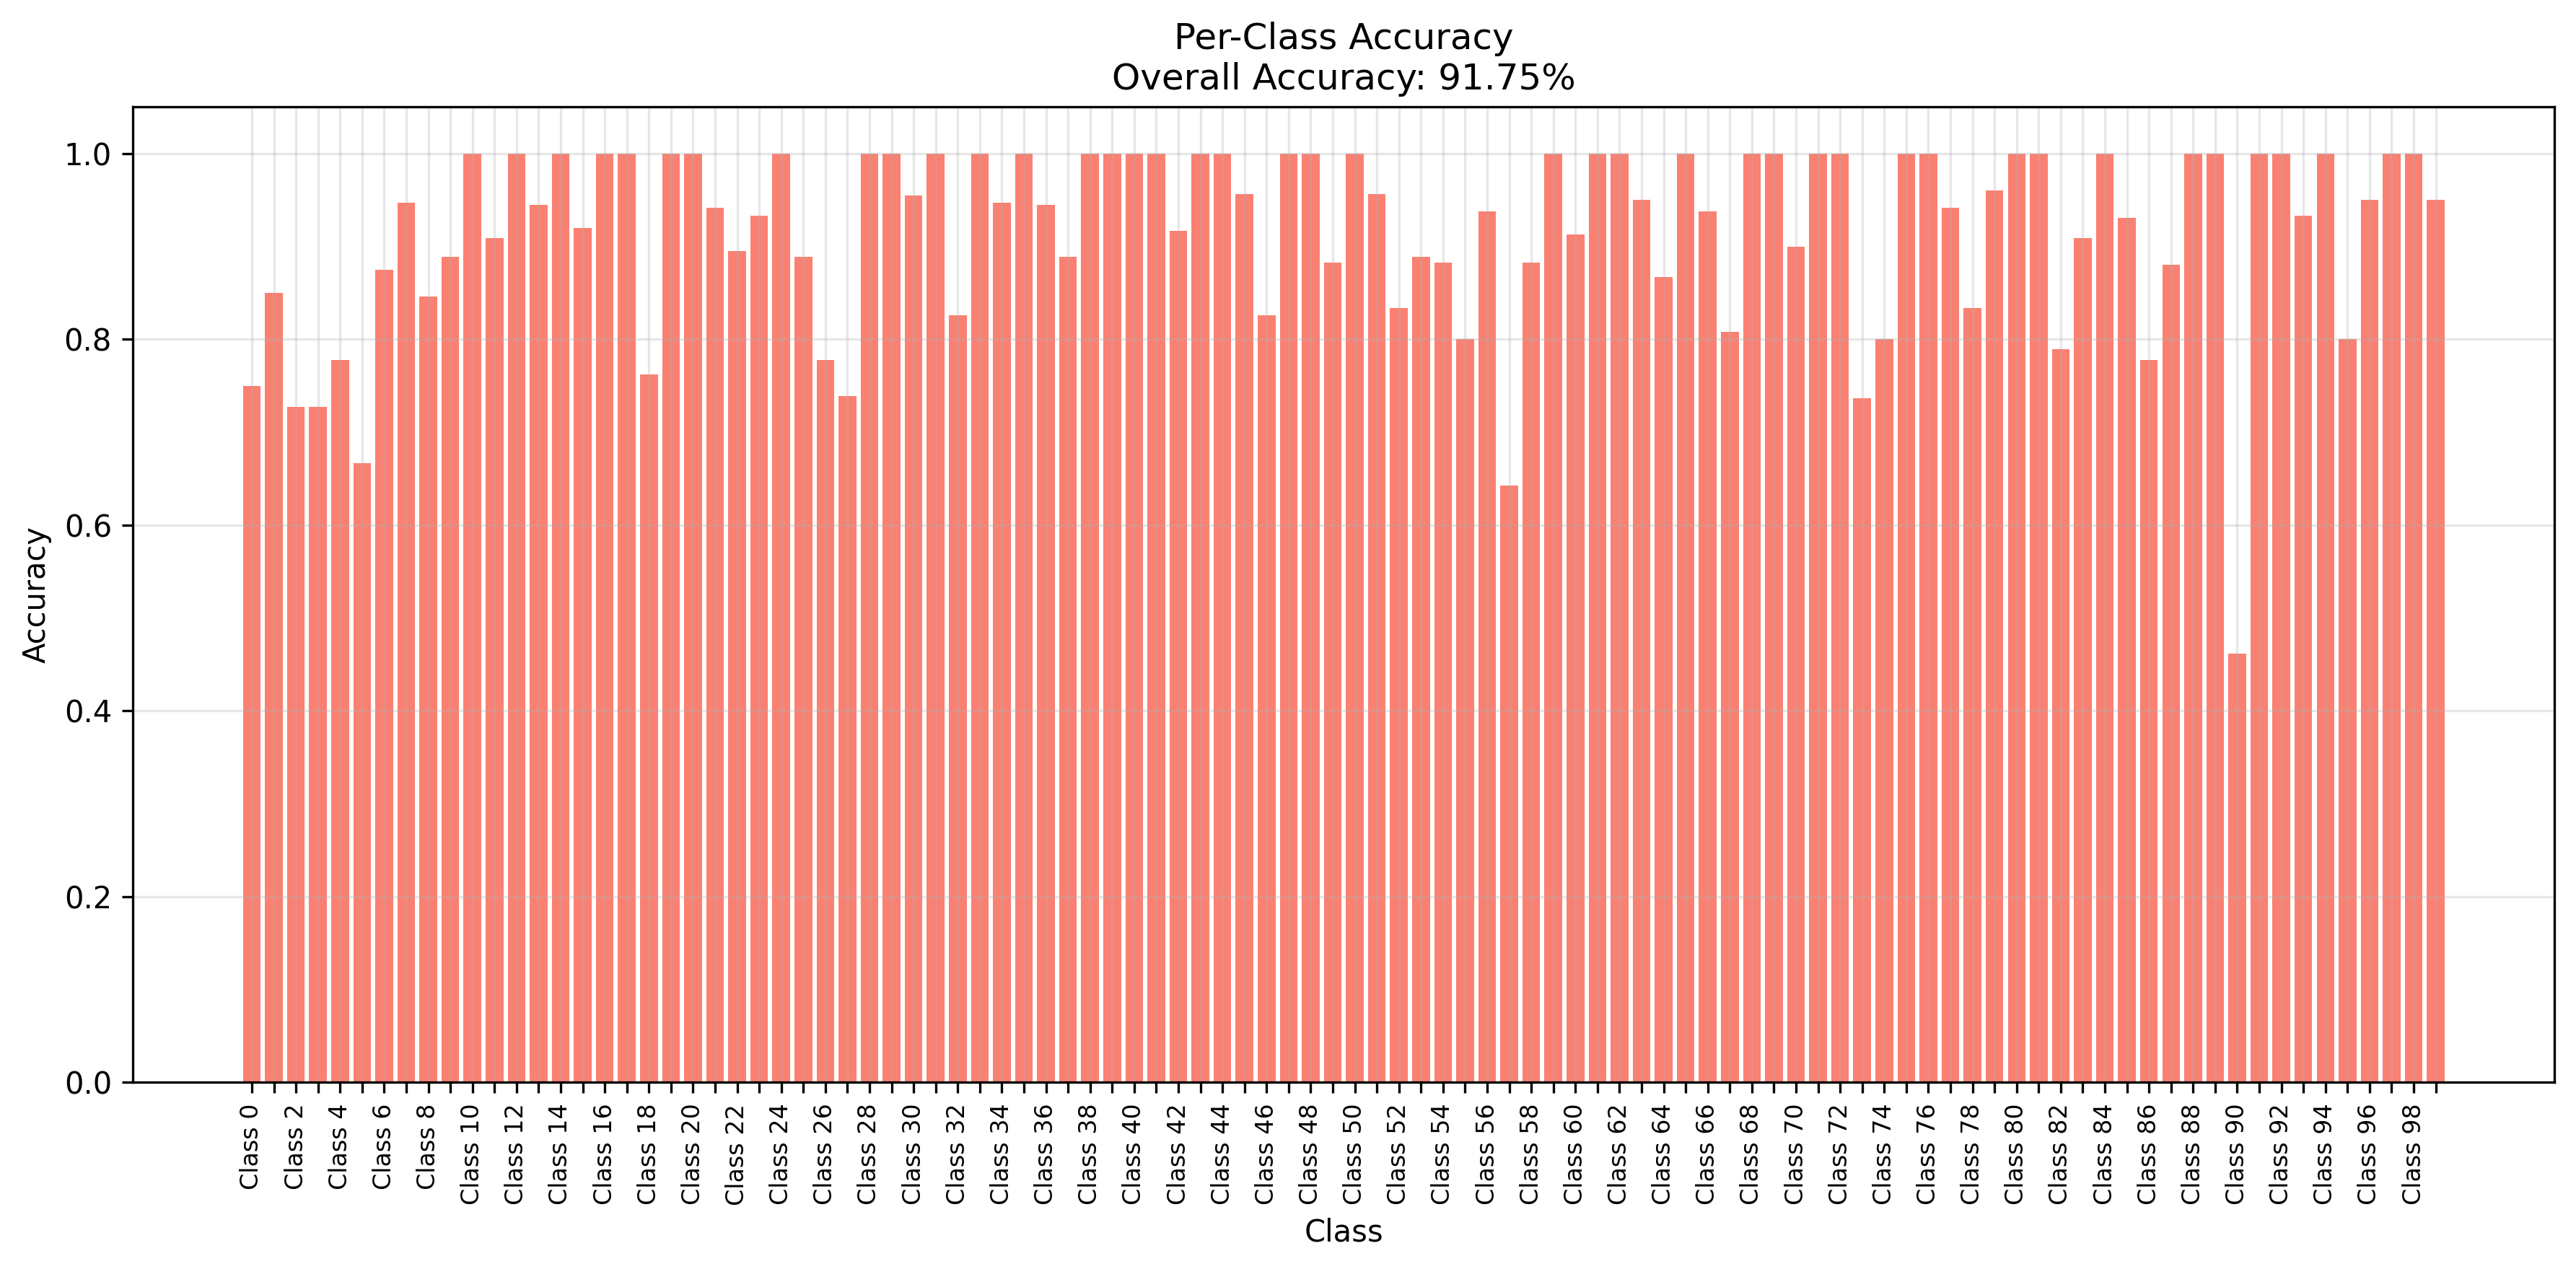 Per-Class Accuracy
Overall Accuracy: 91.75%
Accuracy
1.0
0.8
0.6
0.4
0.2
0.0
Class 0
Class 2
Class 4
Class 6
Class 8
Class 10
Class 12
Class 14
Class 16
Class 18
Class 20
Class 22
Class 24
Class 26
Class 28
Class 30
Class 32
Class 34
Class 36
Class 38
Class 40
Class 42
Class 44
Class 46
Class 48
Class 50
Class 52
Class 54
Class 56
Class 58
Class 60
Class 62
Class 64
Class 66
Class 68
Class 70
Class 72
Class 74
Class 76
Class 78
Class 80
Class 82
Class 84
Class 86
Class 88
Class 90
Class 92
Class 94
Class 96
Class 98
Class